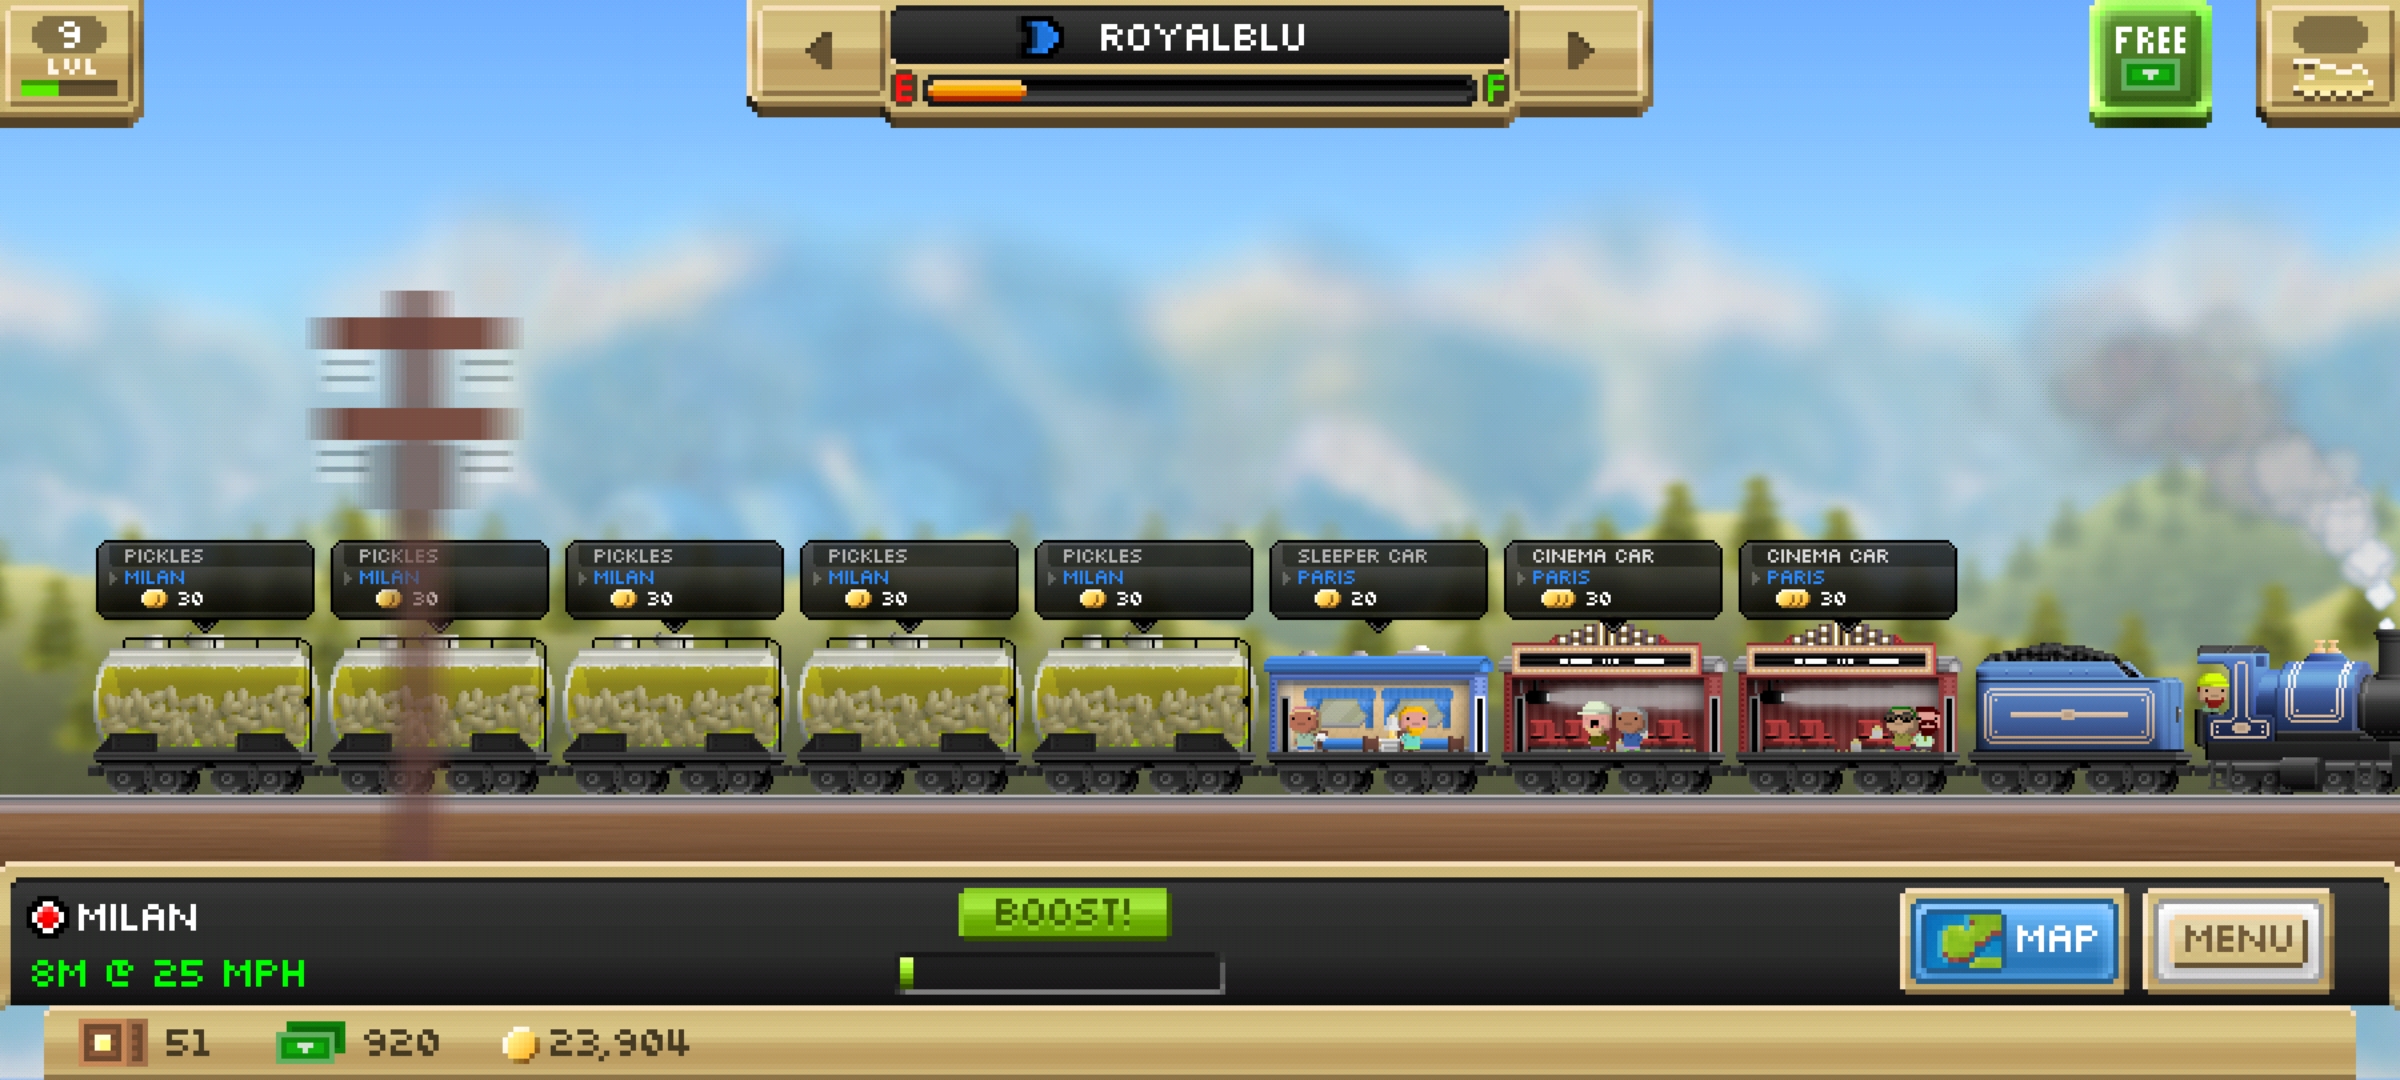 9
LVL
ROYALBLU
E
F
FREE
PICKLES
MILAN
30
PICKLES
MILAN
30
PICKLES
MILAN
30
PICKLES
MILAN
30
PICKLES
MILAN
30
SLEEPER CAR
PARIS
20
CINEMA CAR
PARIS
30
CINEMA CAR
PARIS
30
MILAN
8M @ 25 MPH
BOOST!
MAP
MENU
51
920
23,904